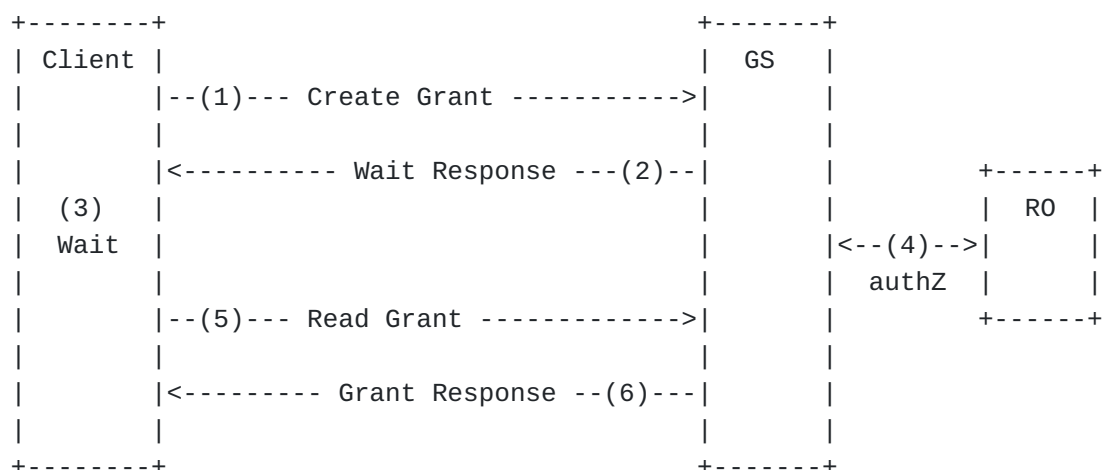 +--------+                                    +-------+
| Client |                                    |  GS   |
|        |--(1)--- Create Grant ----------->|       |
|        |                                    |       |
|        |<---------- Wait Response ---(2)--|       |         +------+
|  (3)   |                                    |       |         |  RO  |
|  Wait  |                                    |       |<--(4)-->|      |
|        |                                    |       |  authZ  |      |
|        |--(5)--- Read Grant ------------->|       |         +------+
|        |                                    |       |
|        |<--------- Grant Response --(6)---|       |
|        |                                    |       |
+--------+                                    +-------+